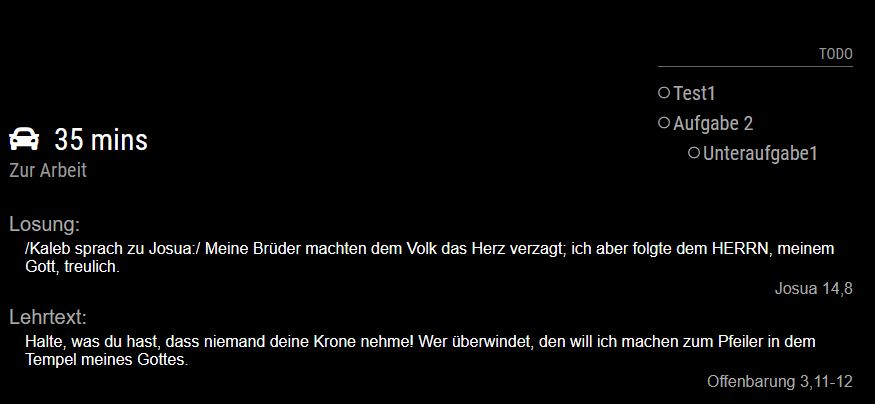 TODO
Test1
Aufgabe 2
Unteraufgabe1
35 mins
Zur Arbeit
Losung:
/Kaleb sprach zu Josua:/ Meine Brüder machten dem Volk das Herz verzagt; ich aber folgte dem HERRN, meinem
Gott, treulich.
Josua 14,8
Lehrtext:
Halte, was du hast, dass niemand deine Krone nehme! Wer überwindet, den will ich machen zum Pfeiler in dem
Tempel meines Gottes.
Offenbarung 3,11-12